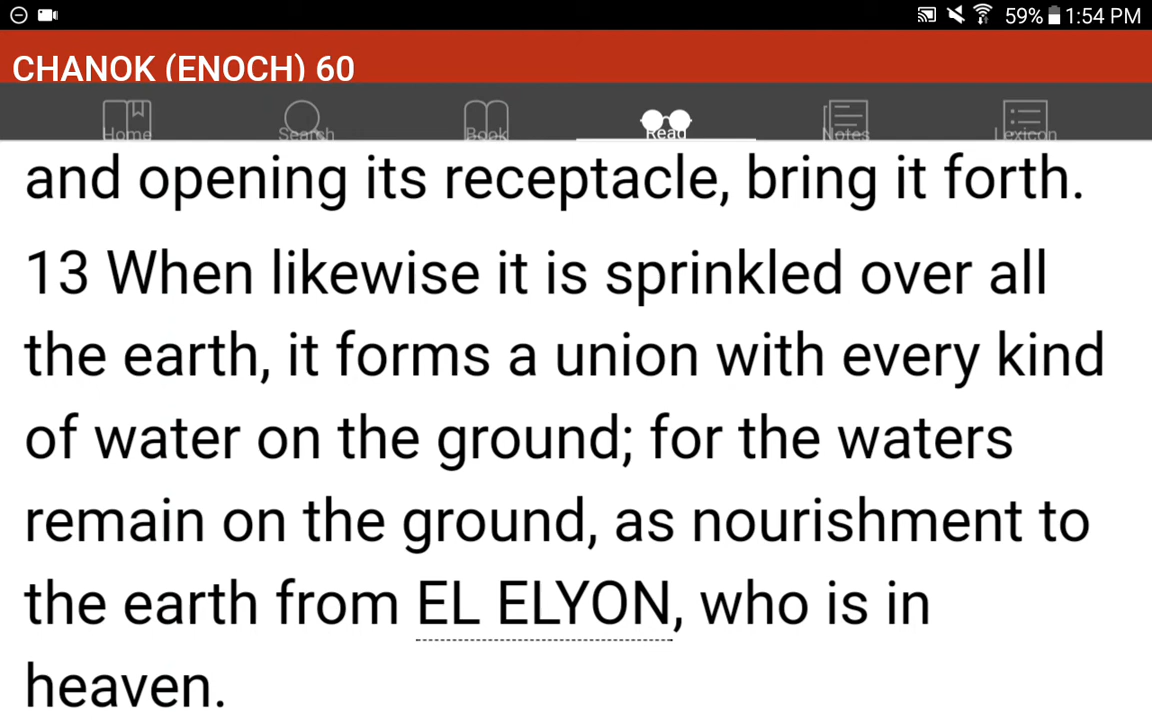 59% 1:54 PM
CHANOK (ENOCH) 60
Home Search Book Read Notes Lexicon
and opening its receptacle, bring it forth.
13 When likewise it is sprinkled over all
the earth, it forms a union with every kind
of water on the ground; for the waters
remain on the ground, as nourishment to
the earth from EL ELYON, who is in
heaven.